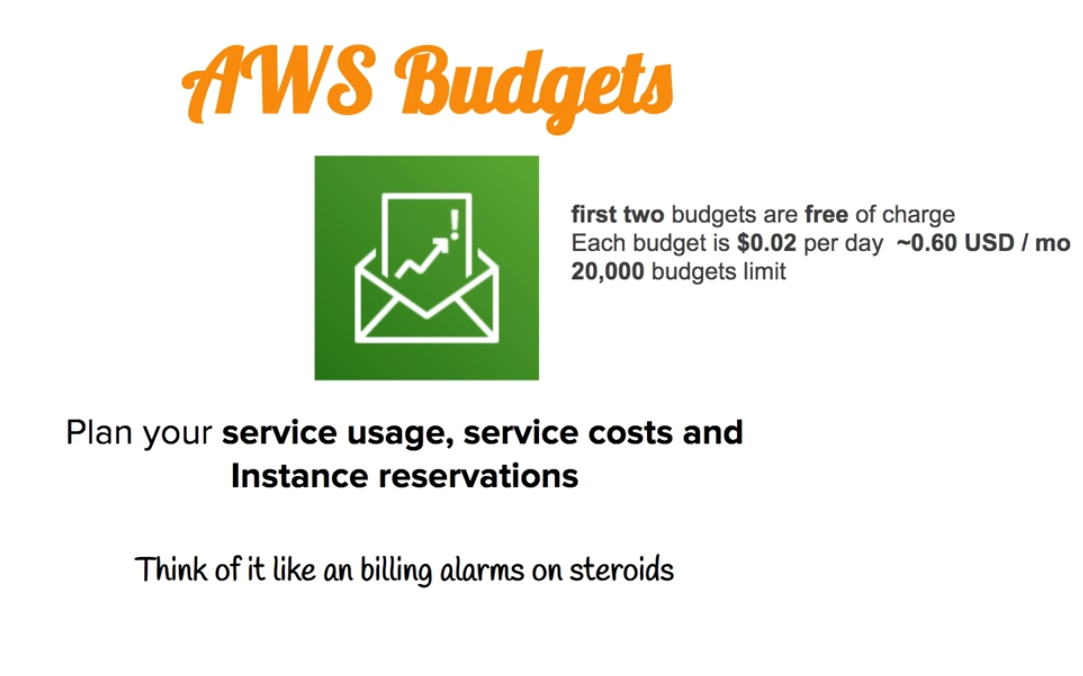 AWS Budgets
first two budgets are free of charge
Each budget is $0.02 per day ~0.60 USD / mo
20,000 budgets limit
Plan your service usage, service costs and
Instance reservations
Think of it like an billing alarms on steroids